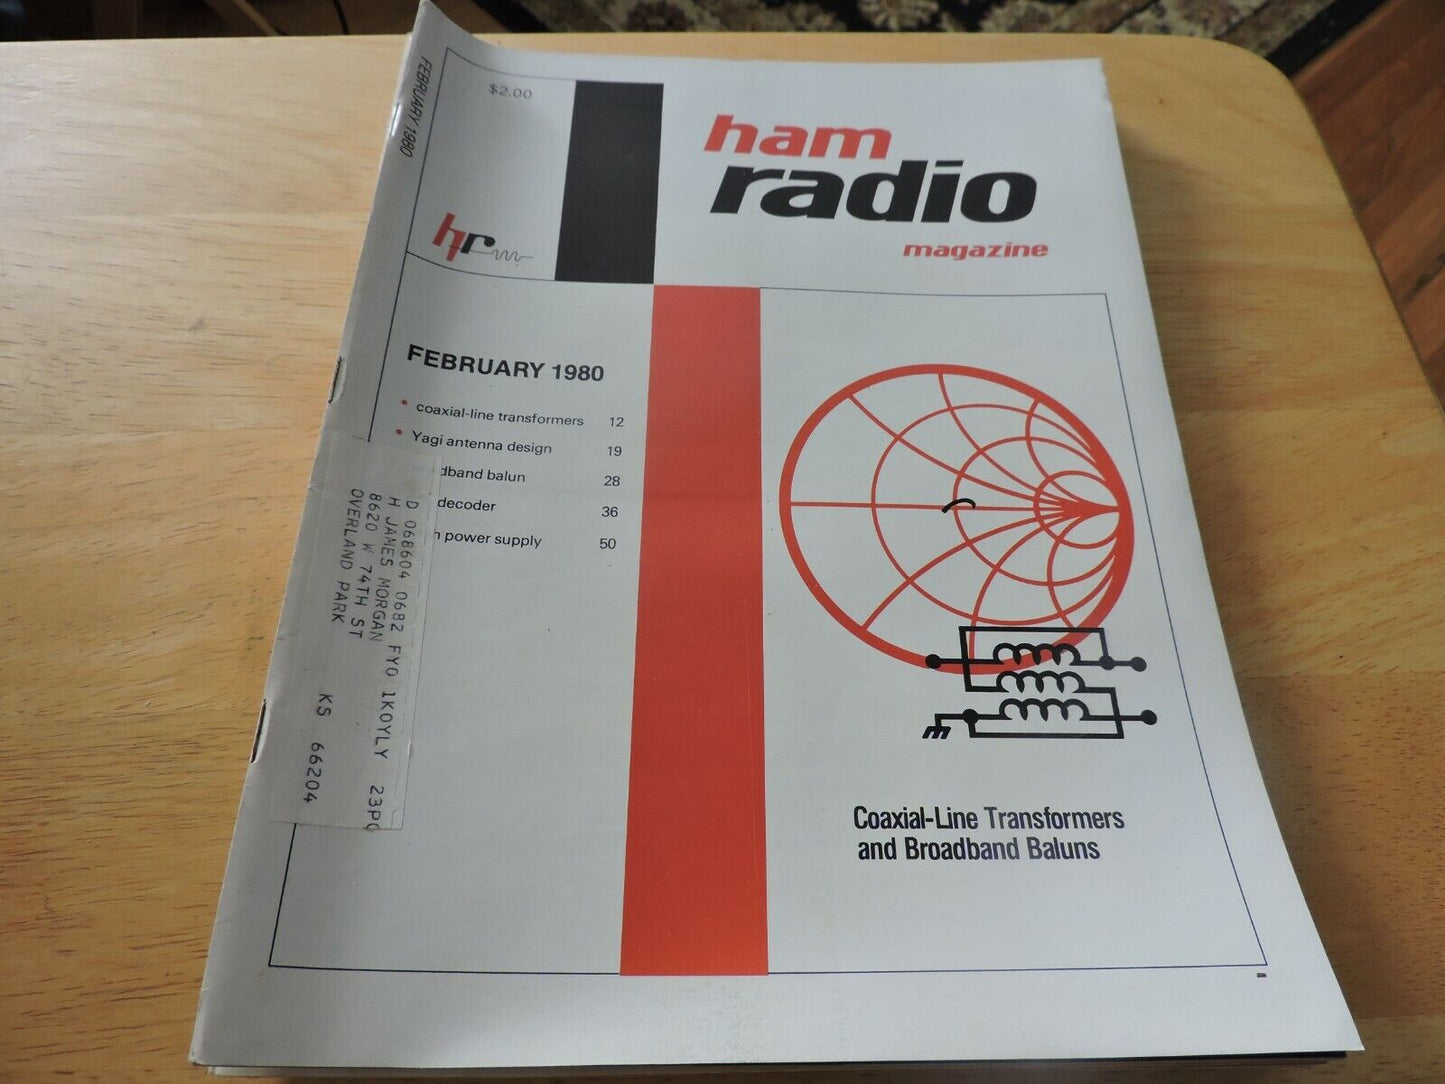 FEBRUARY 1980
$2.00
ham
radio
magazine
hr
FEBRUARY 1980
• coaxial-line transformers 12
• Yagi antenna design 19
dband balun 28
decoder 36
power supply 50
D 068604 0682 FYO 1KOYLY 23P
H JAMES MORGAN
8620 W 74TH ST
OVERLAND PARK KS 66204
Coaxial-Line Transformers
and Broadband Baluns